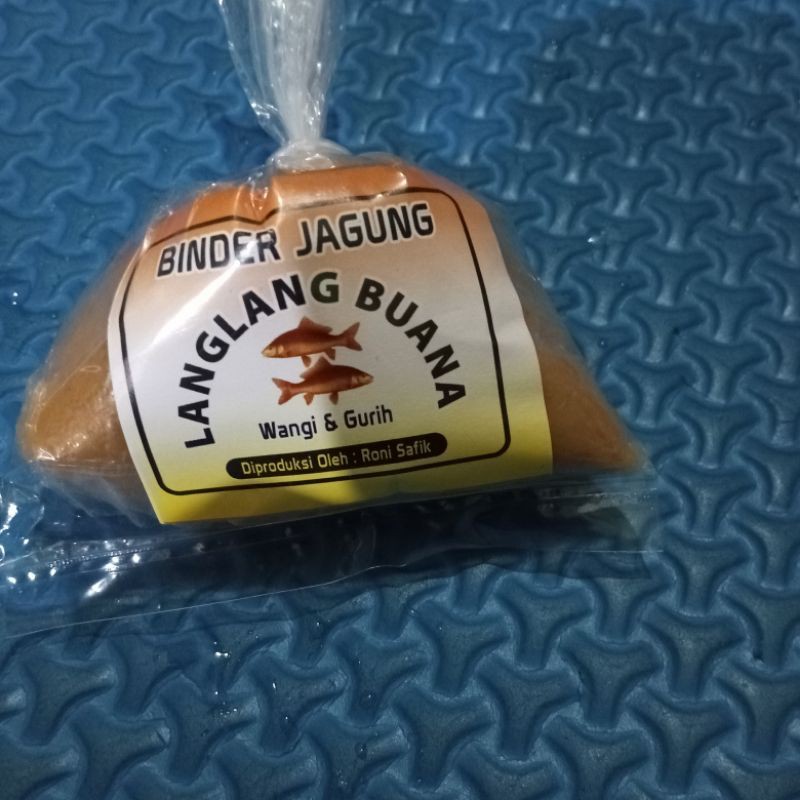 BINDER JAGUNG
LANGLANG BUANA
Wangi & Gurih
Diproduksi Oleh : Roni Safik